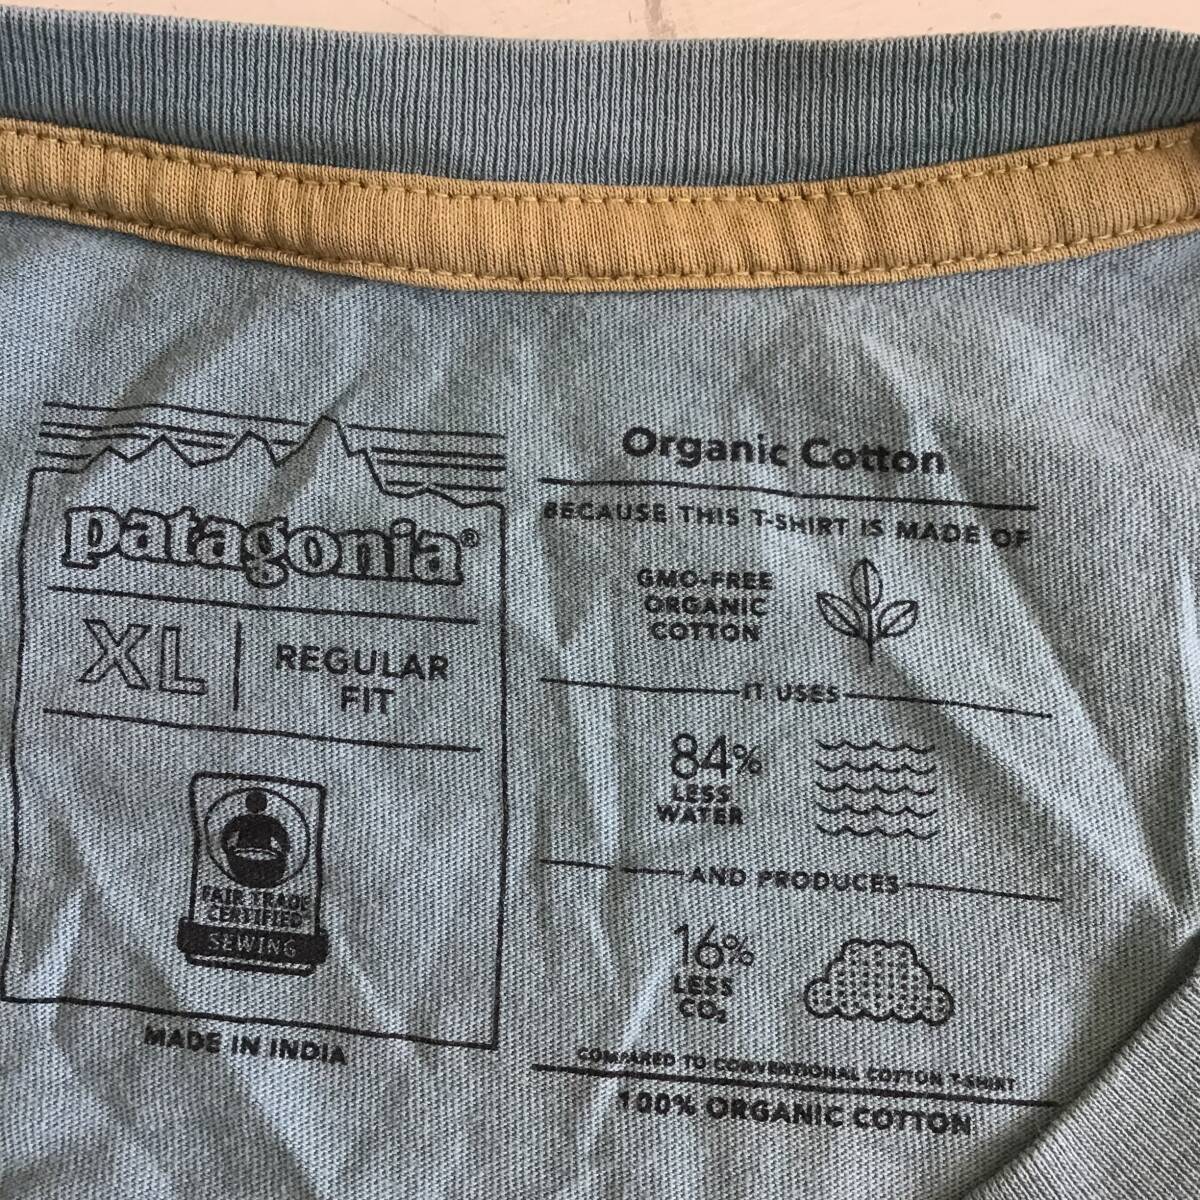 patagonia®
XL
REGULAR
FIT
FAIR TRADE
CERTIFIED
SEWING
MADE IN INDIA
Organic Cotton
BECAUSE THIS T-SHIRT IS MADE OF
GMO-FREE
ORGANIC
COTTON
IT USES
84%
LESS
WATER
AND PRODUCES
16%
LESS
CO₂
COMPARED TO CONVENTIONAL COTTON T-SHIRT
100% ORGANIC COTTON